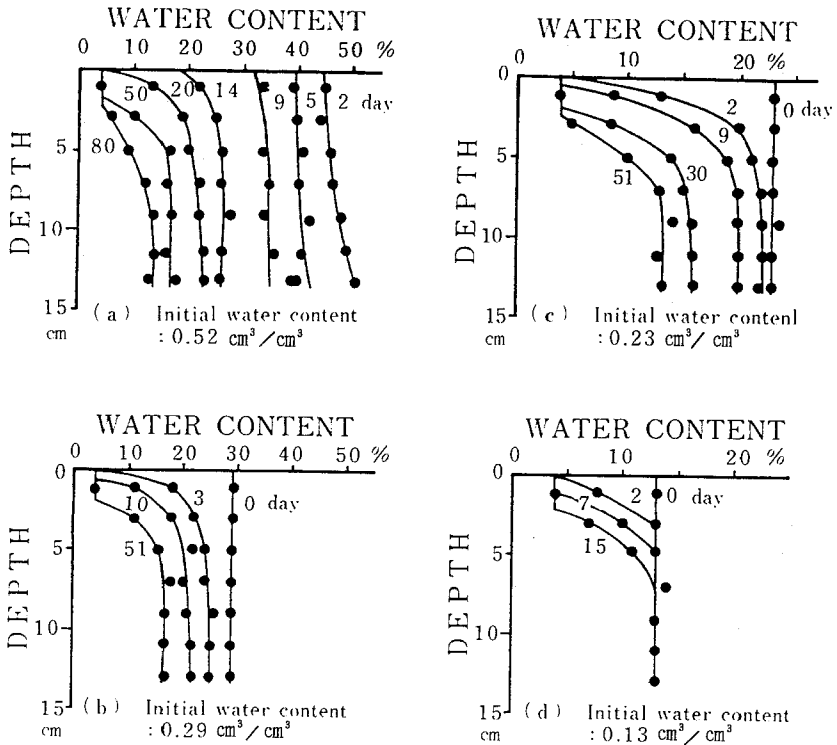 WATER CONTENT
0 10 20 30 40 50 %
50 20 14 9 5 2 day
80
DEPTH
5
10
15
cm
(a) Initial water content
: 0.52 cm³/cm³
WATER CONTENT
0 10 20 %
0
2 0 day
9
30
51
DEPTH
5
10
15
cm
(c) Initial water contenl
: 0.23 cm³/cm³
WATER CONTENT
0 10 20 30 40 50 %
0
10 3 0 day
51
DEPTH
5
10
15
cm
(b) Initial water content
: 0.29 cm³/cm³
WATER CONTENT
0 10 20 %
0
7 2 0 day
15
DEPTH
5
10
15
cm
(d) Initial water content
: 0.13 cm³/cm³